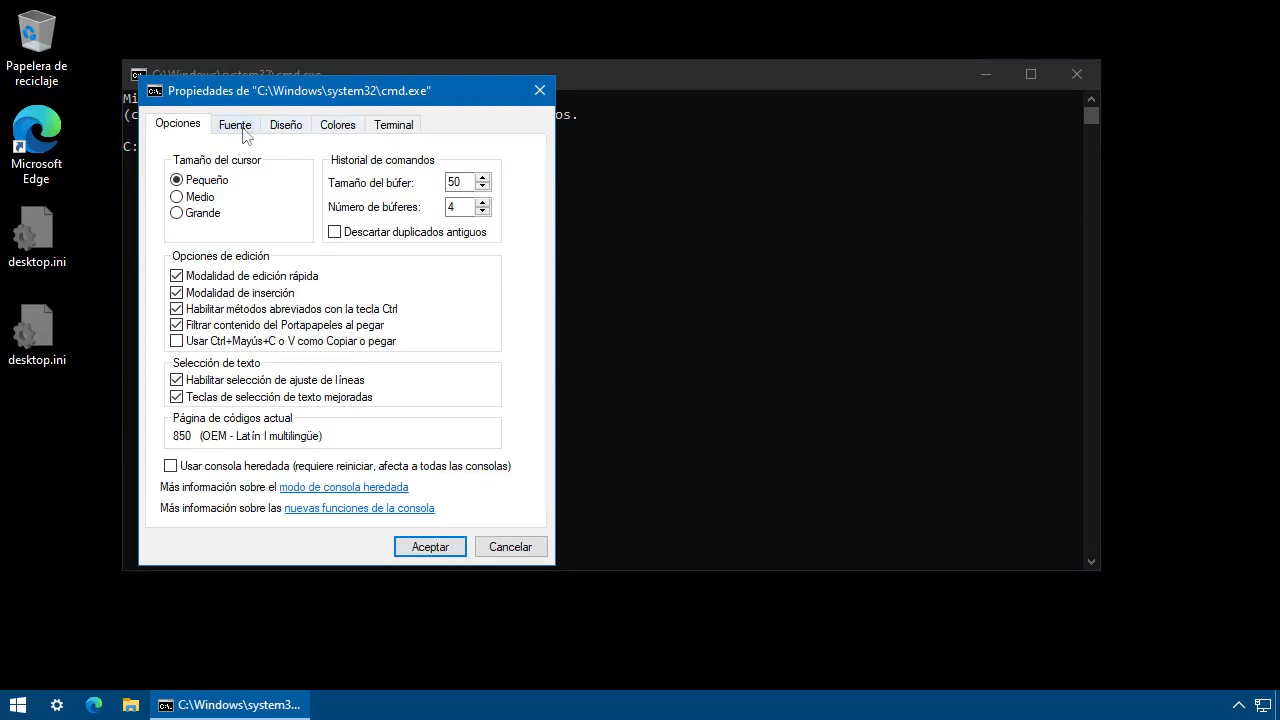 Papelera de
reciclaje
Microsoft
Edge
desktop.ini
desktop.ini
C:\Windows\system32\cmd.exe
Propiedades de "C:\Windows\system32\cmd.exe"
Opciones
Fuente
Diseño
Colores
Terminal
Tamaño del cursor
Pequeño
Medio
Grande
Historial de comandos
Tamaño del búfer:
50
Número de búferes:
4
Descartar duplicados antiguos
Opciones de edición
Modalidad de edición rápida
Modalidad de inserción
Habilitar métodos abreviados con la tecla Ctrl
Filtrar contenido del Portapapeles al pegar
Usar Ctrl+Mayús+C o V como Copiar o pegar
Selección de texto
Habilitar selección de ajuste de líneas
Teclas de selección de texto mejoradas
Página de códigos actual
850 (OEM - Latín I multilingüe)
Usar consola heredada (requiere reiniciar, afecta a todas las consolas)
Más información sobre el modo de consola heredada
Más información sobre las nuevas funciones de la consola
Aceptar
Cancelar
C:\Windows\system3...